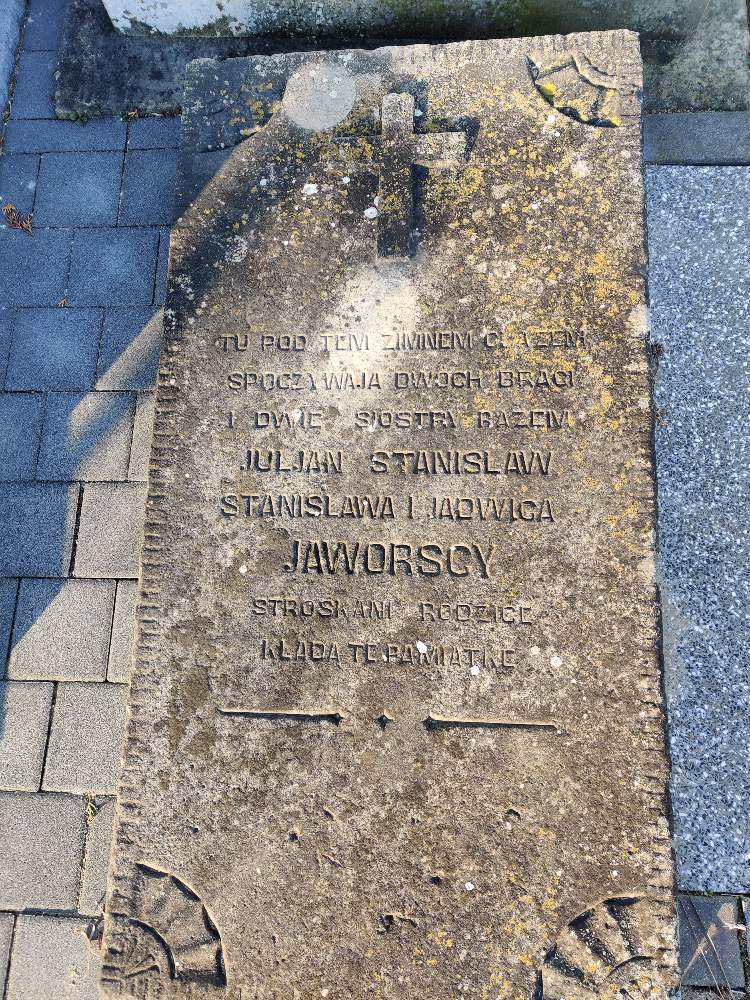 TU POD TEM ZIMNEM GŁAZEM
SPOCZYWAJA DWOCH BRACI
I DWIE SIOSTRY RAZEM
JULJAN STANISLAW
STANISLAWA I JADWIGA
JAWORSCY
STROSKANI RODZICE
KLADA TE PAMIATKE